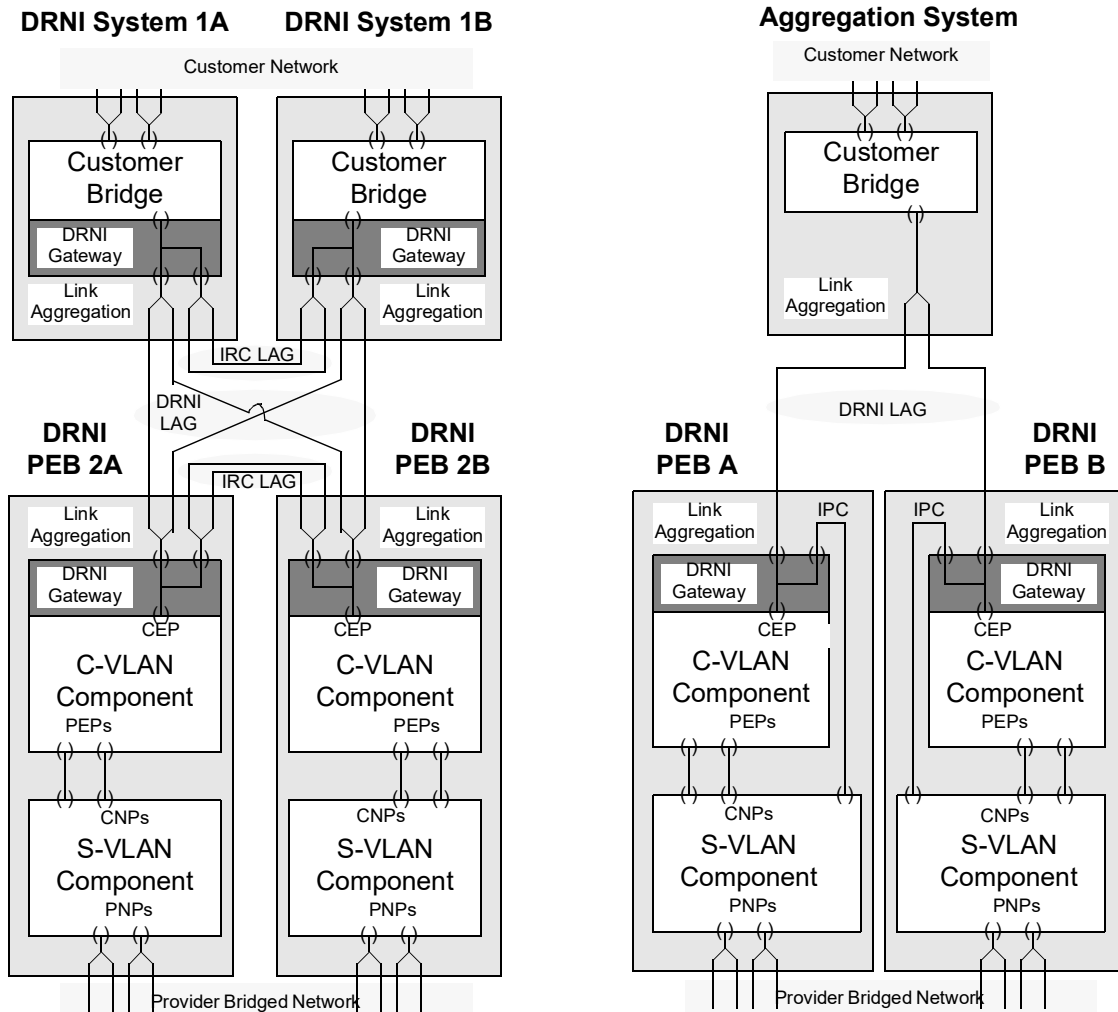 DRNI System 1A
DRNI System 1B
Customer Network
Customer
Bridge
DRNI
Gateway
Link
Aggregation
Customer
Bridge
DRNI
Gateway
Link
Aggregation
IRC LAG
DRNI
LAG
DRNI
PEB 2A
DRNI
PEB 2B
IRC LAG
Link
Aggregation
DRNI
Gateway
CEP
C-VLAN
Component
PEPs
CNPs
S-VLAN
Component
PNPs
Link
Aggregation
DRNI
Gateway
CEP
C-VLAN
Component
PEPs
CNPs
S-VLAN
Component
PNPs
Provider Bridged Network
Aggregation System
Customer Network
Customer
Bridge
Link
Aggregation
DRNI LAG
DRNI
PEB A
DRNI
PEB B
Link
Aggregation
IPC
DRNI
Gateway
CEP
C-VLAN
Component
PEPs
CNPs
S-VLAN
Component
PNPs
IPC
Link
Aggregation
DRNI
Gateway
CEP
C-VLAN
Component
PEPs
CNPs
S-VLAN
Component
PNPs
Provider Bridged Network